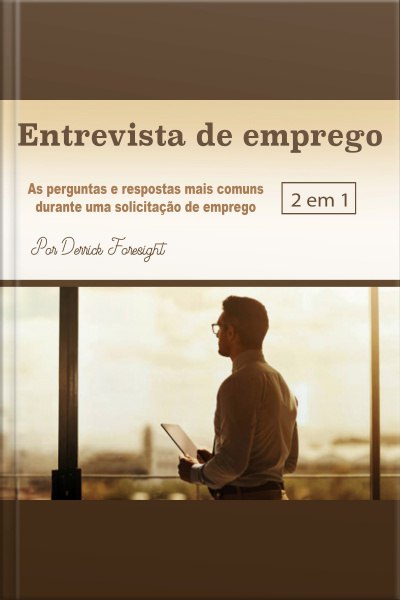 Entrevista de emprego
As perguntas e respostas mais comuns
durante uma solicitação de emprego
2 em 1
Por Derrick Foresight